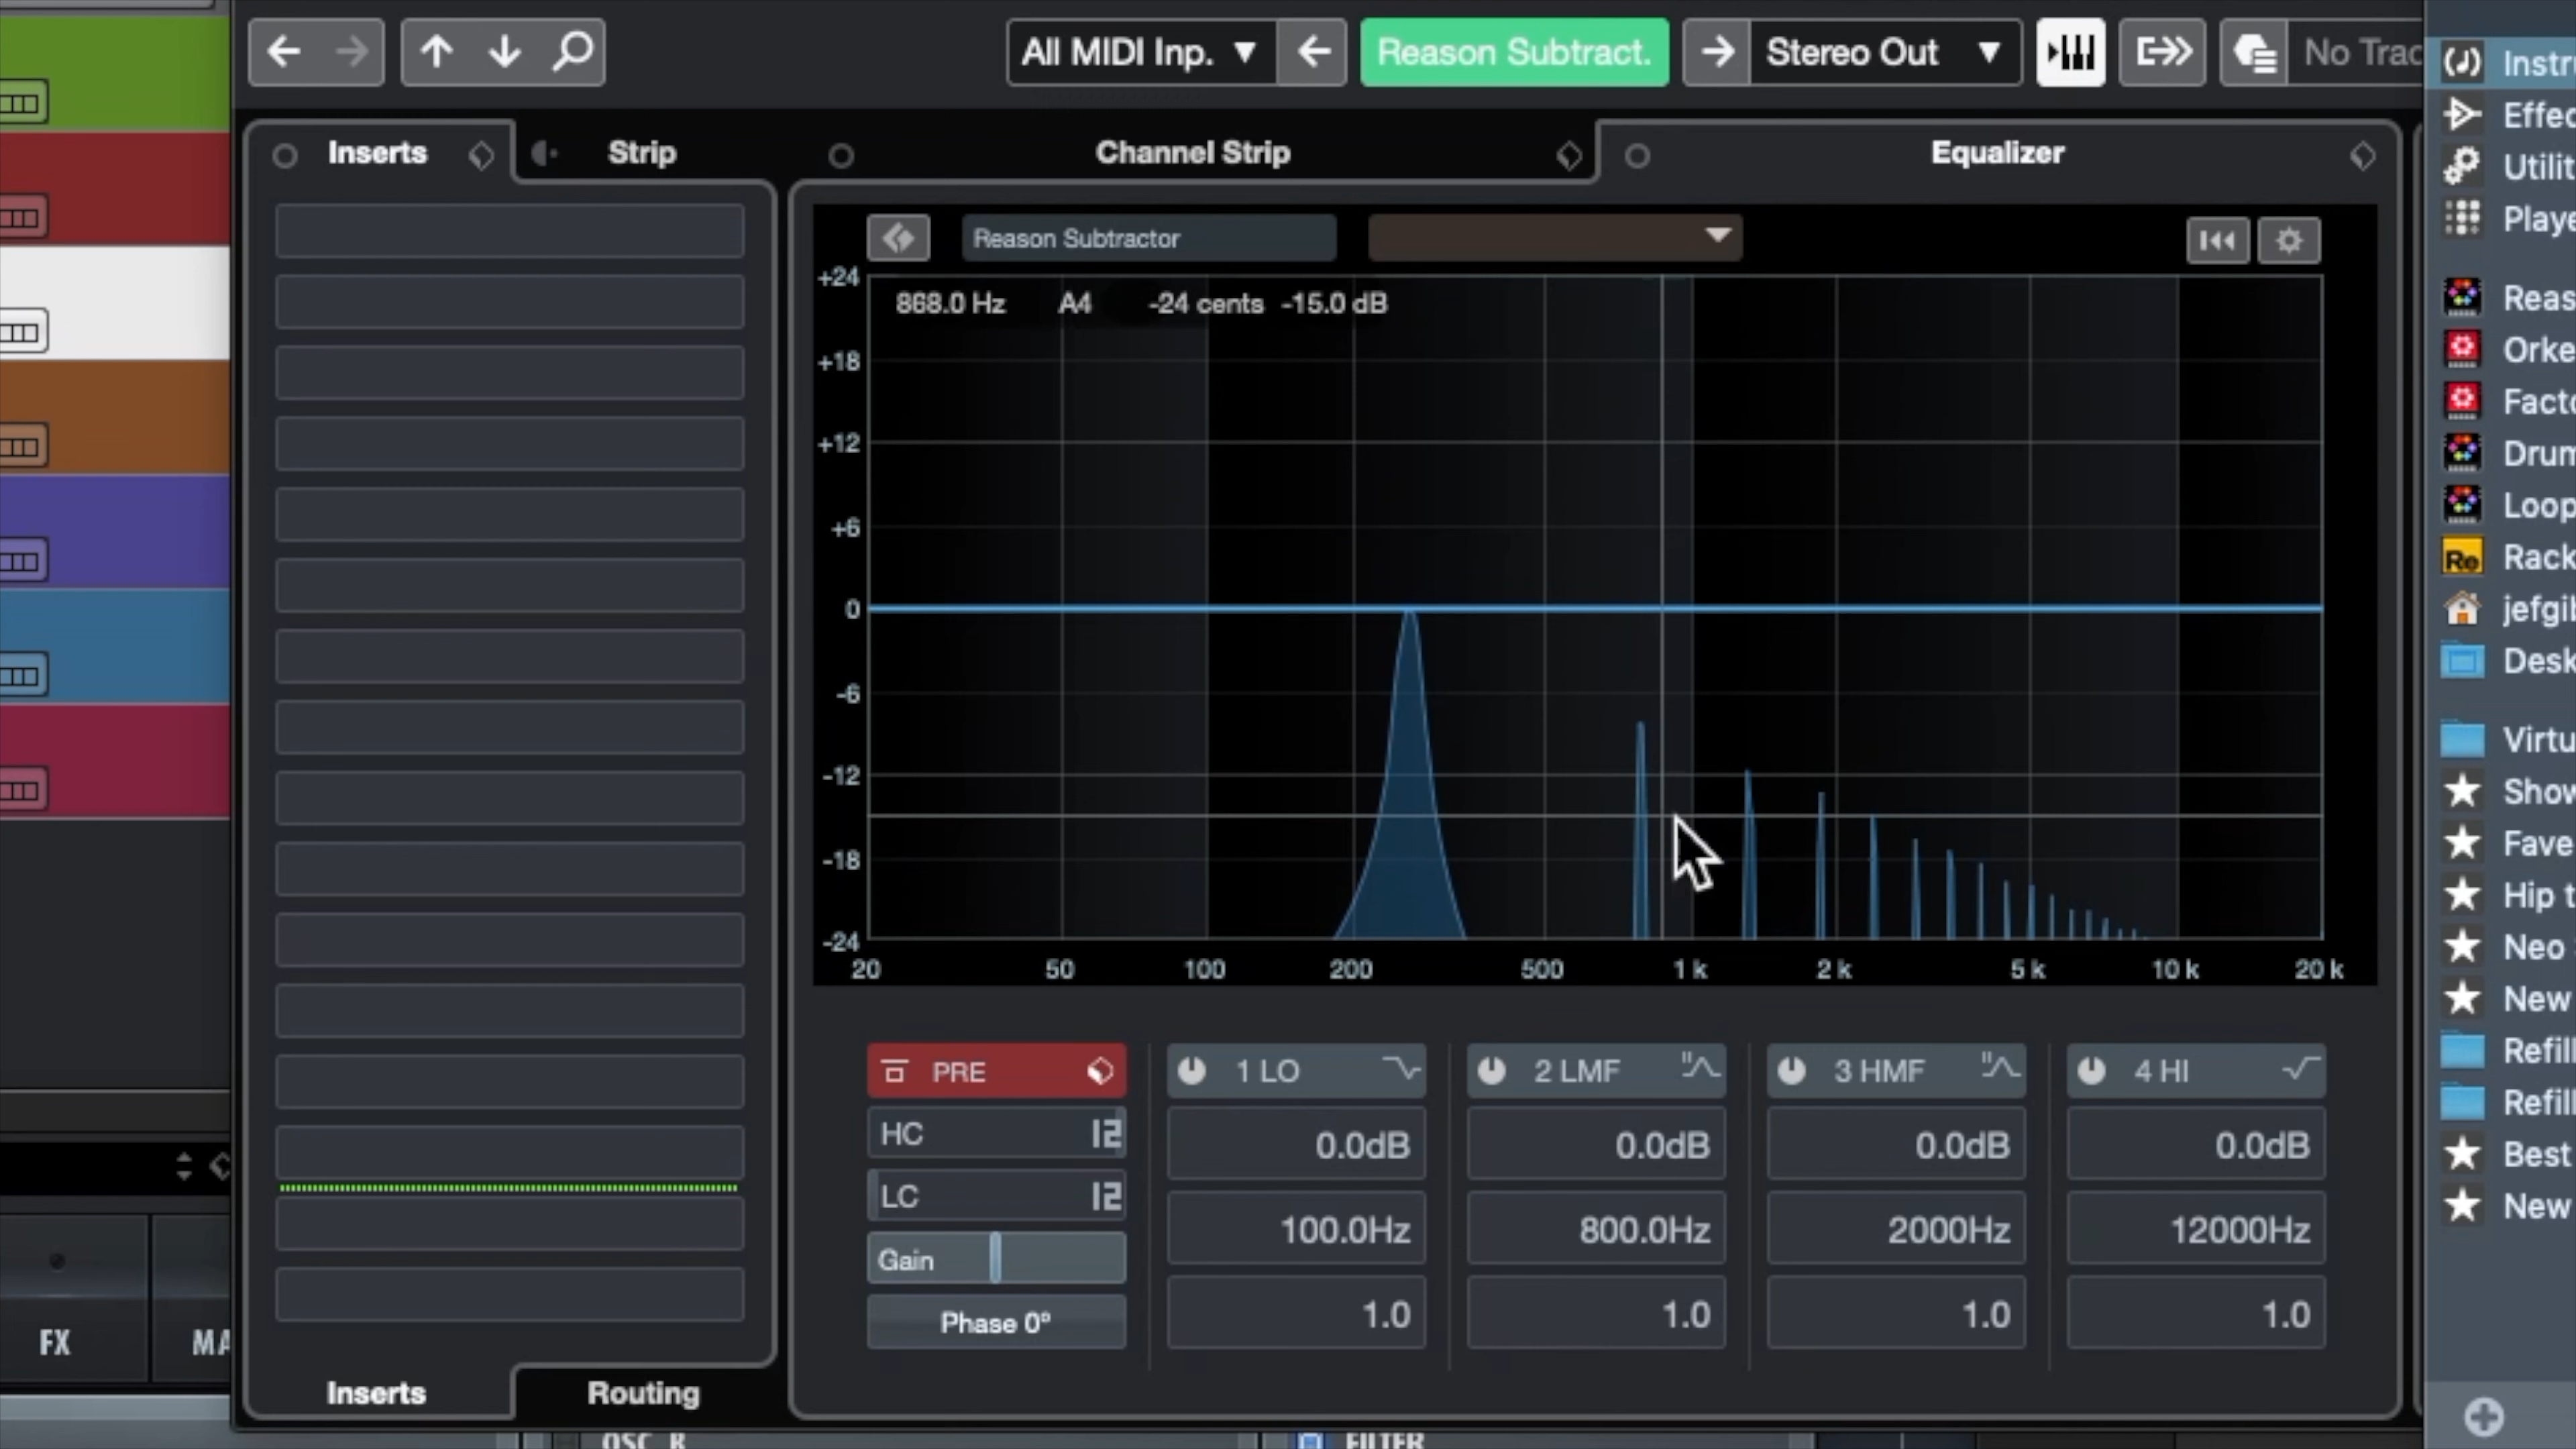 All MIDI Inp.
Reason Subtract.
Stereo Out
No Trac
Inserts
Strip
Channel Strip
Equalizer
Reason Subtractor
868.0 Hz A4 -24 cents -15.0 dB
+24
+18
+12
+6
0
-6
-12
-18
-24
20 50 100 200 500 1 k 2 k 5 k 10 k 20 k
PRE
1 LO
2 LMF
3 HMF
4 HI
HC 12
0.0dB
0.0dB
0.0dB
0.0dB
LC 12
100.0Hz
800.0Hz
2000Hz
12000Hz
Gain
Phase 0°
1.0
1.0
1.0
1.0
Inserts
Routing
FX
MA
OSC B
FILTER
Instru
Effec
Utilit
Playe
Reas
Orke
Facto
Drum
Loop
Re Rack
jefgib
Desk
Virtu
Show
Fave
Hip t
Neo
New
Refill
Refill
Best
New